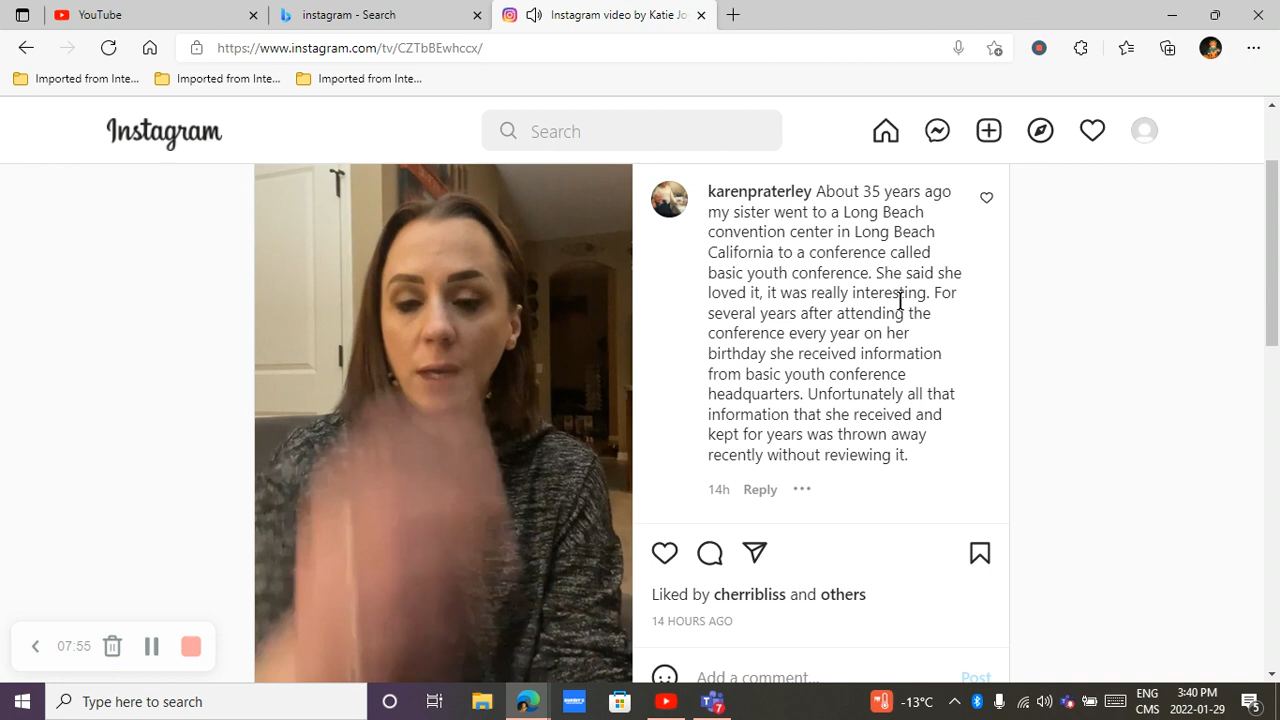 YouTube
instagram - Search
Instagram video by Katie Jo
https://www.instagram.com/tv/CZTbBEwhccx/
Imported from Inte...
Imported from Inte...
Imported from Inte...
Instagram
Search
karenpraterley About 35 years ago
my sister went to a Long Beach
convention center in Long Beach
California to a conference called
basic youth conference. She said she
loved it, it was really interesting. For
several years after attending the
conference every year on her
birthday she received information
from basic youth conference
headquarters. Unfortunately all that
information that she received and
kept for years was thrown away
recently without reviewing it.
14h Reply
Liked by cherribliss and others
14 HOURS AGO
07:55
Add a comment...
Post
Type here to search
7
-13°C
ENG
CMS
3:40 PM
2022-01-29
5